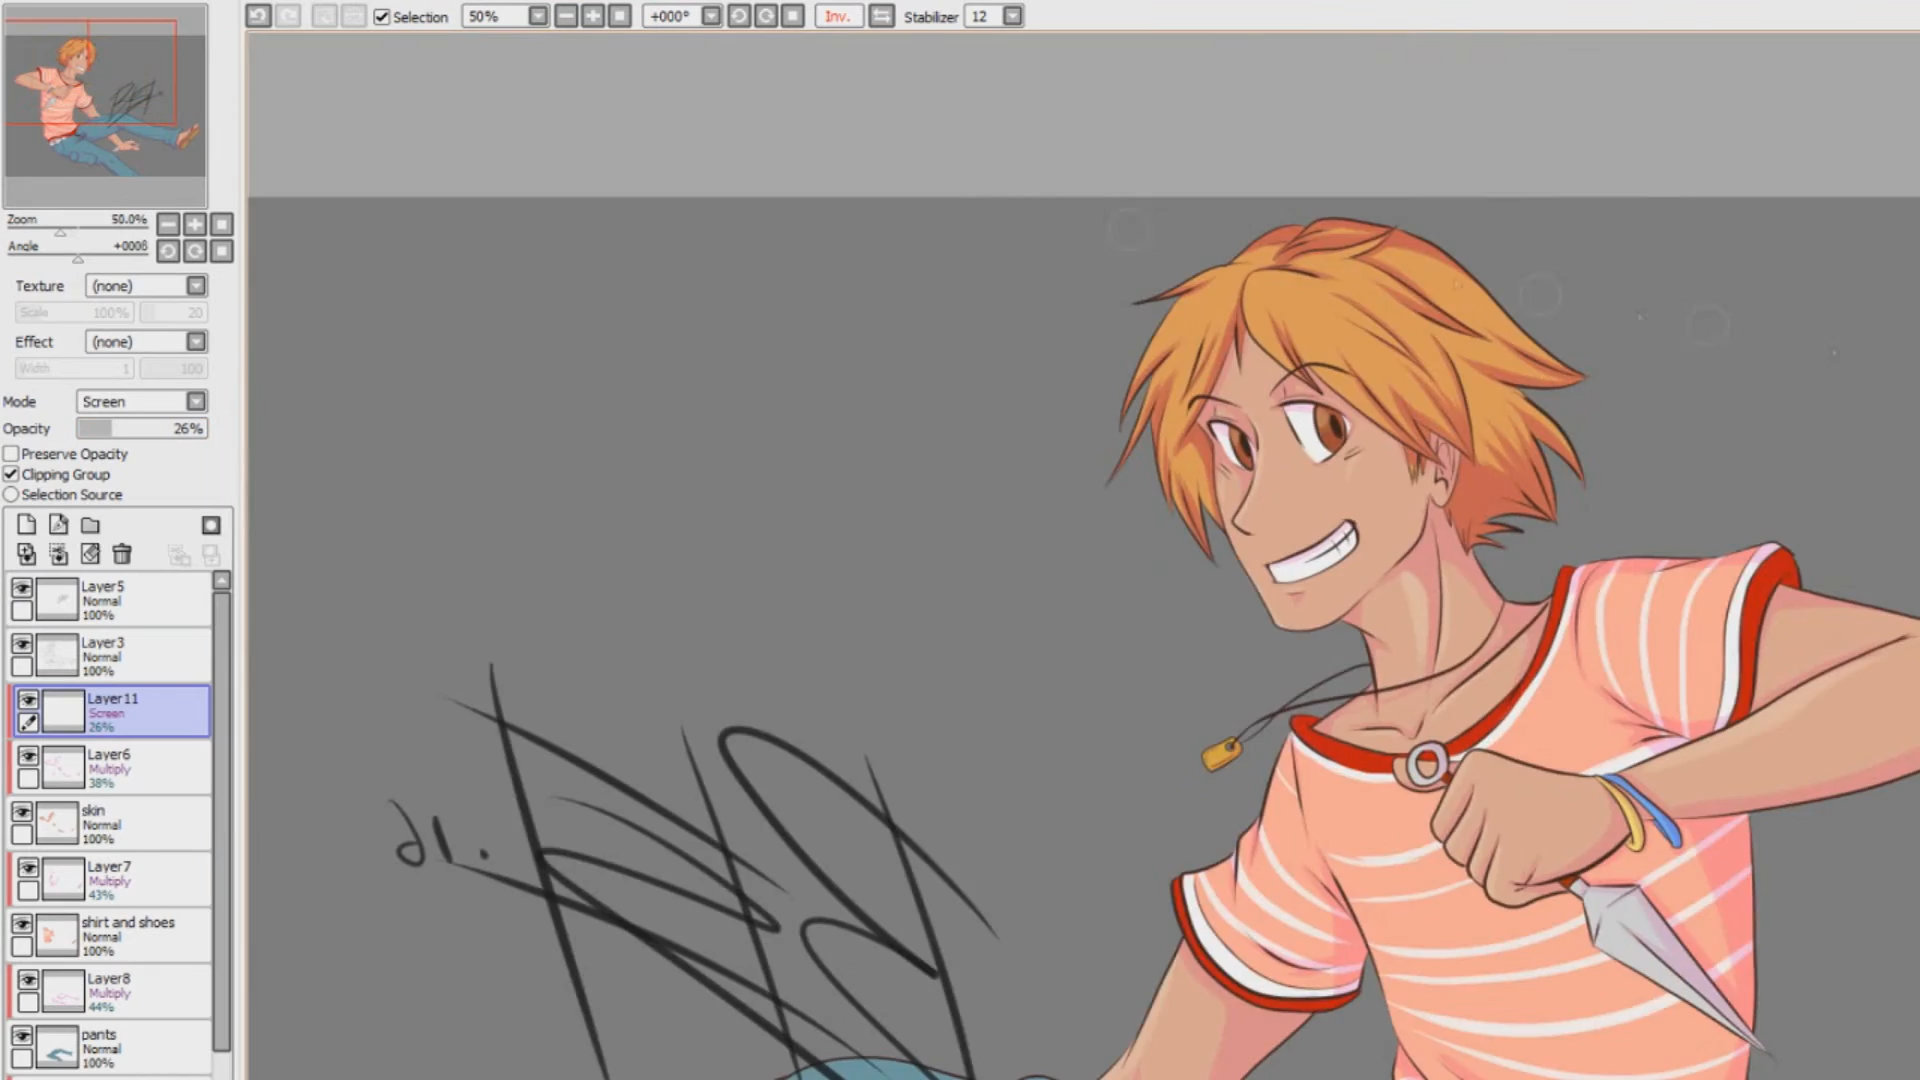 Selection 50% +000° Inv. Stabilizer 12
Zoom 50.0%
Angle +000ß
Texture (none)
Scale 100% 20
Effect (none)
Width 1 100
Mode Screen
Opacity 26%
Preserve Opacity
Clipping Group
Selection Source
Layer5
Normal
100%
Layer3
Normal
100%
Layer11
Screen
26%
Layer6
Multiply
38%
skin
Normal
100%
Layer7
Multiply
43%
shirt and shoes
Normal
100%
Layer8
Multiply
44%
pants
Normal
100%